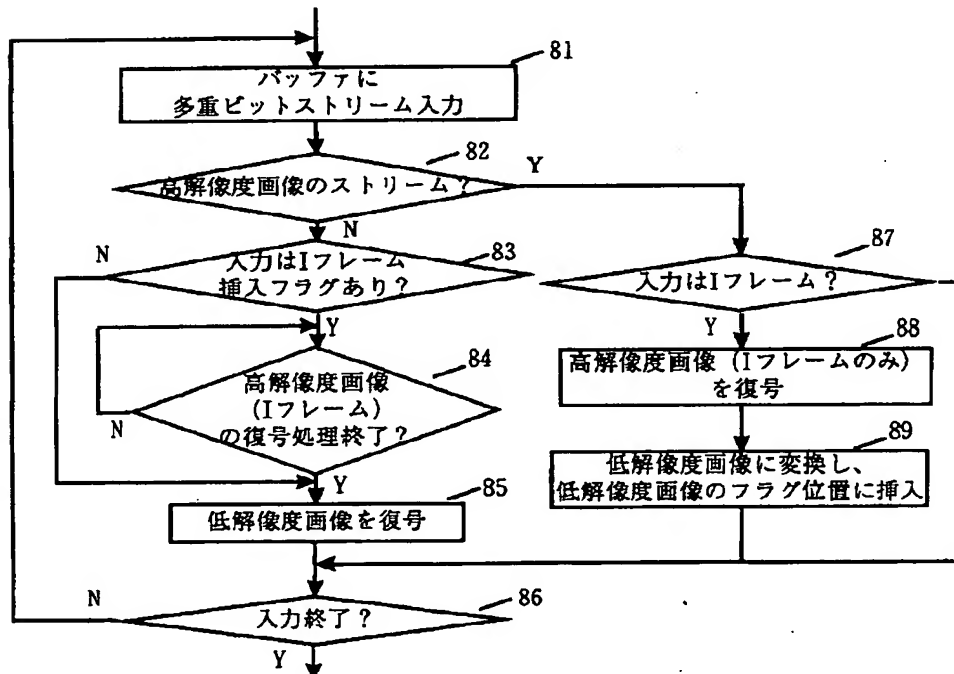 81
バッファに
多重ビットストリーム入力
82
高解像度画像のストリーム？
Y
N
83
N
入力はIフレーム
挿入フラグあり？
Y
84
高解像度画像
(Iフレーム)
の復号処理終了？
N
Y
85
低解像度画像を復号
87
入力はIフレーム？
Y
88
高解像度画像 (Iフレームのみ)
を復号
89
低解像度画像に変換し、
低解像度画像のフラグ位置に挿入
N
86
入力終了？
Y